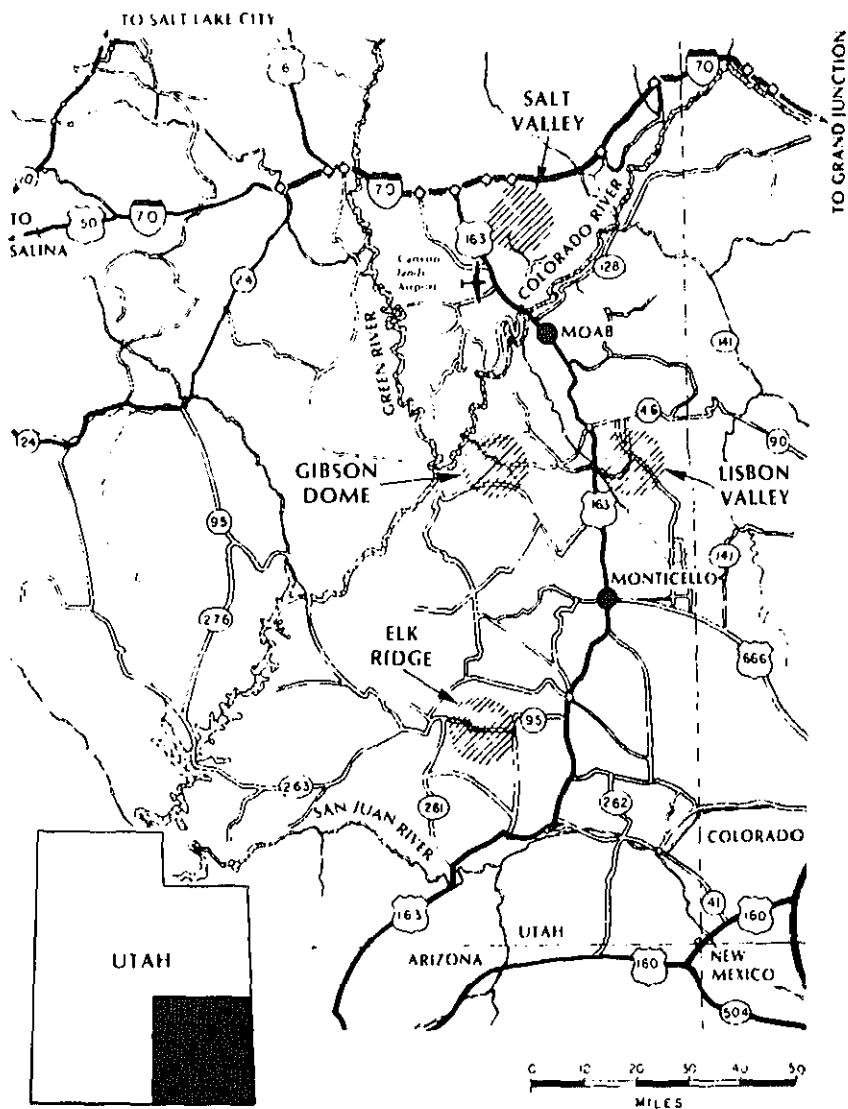 TO SALT LAKE CITY
6
70
TO GRAND JUNCTION
SALT
VALLEY
70
TO
SALINA
50
70
163
COLORADO RIVER
128
24
Airport
MOAB
141
GREEN RIVER
24
46
90
GIBSON
DOME
LISBON
VALLEY
95
163
141
MONTICELLO
276
ELK
RIDGE
666
95
263
261
262
SAN JUAN RIVER
COLORADO
41
163
UTAH
160
ARIZONA
160
NEW
MEXICO
504
UTAH
0 10 20 30 40 50
MILES